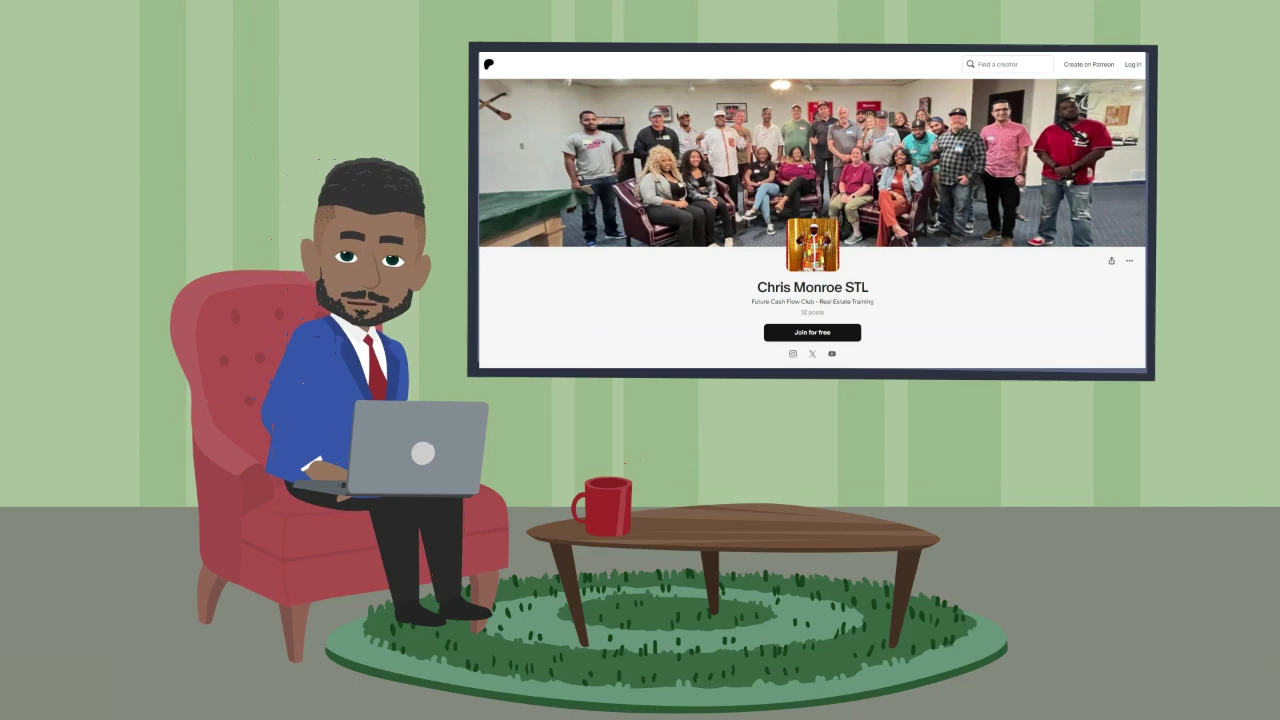 Find a creator
Create on Patreon
Log in
Chris Monroe STL
Future Cash Flow Club - Real Estate Training
12 posts
Join for free